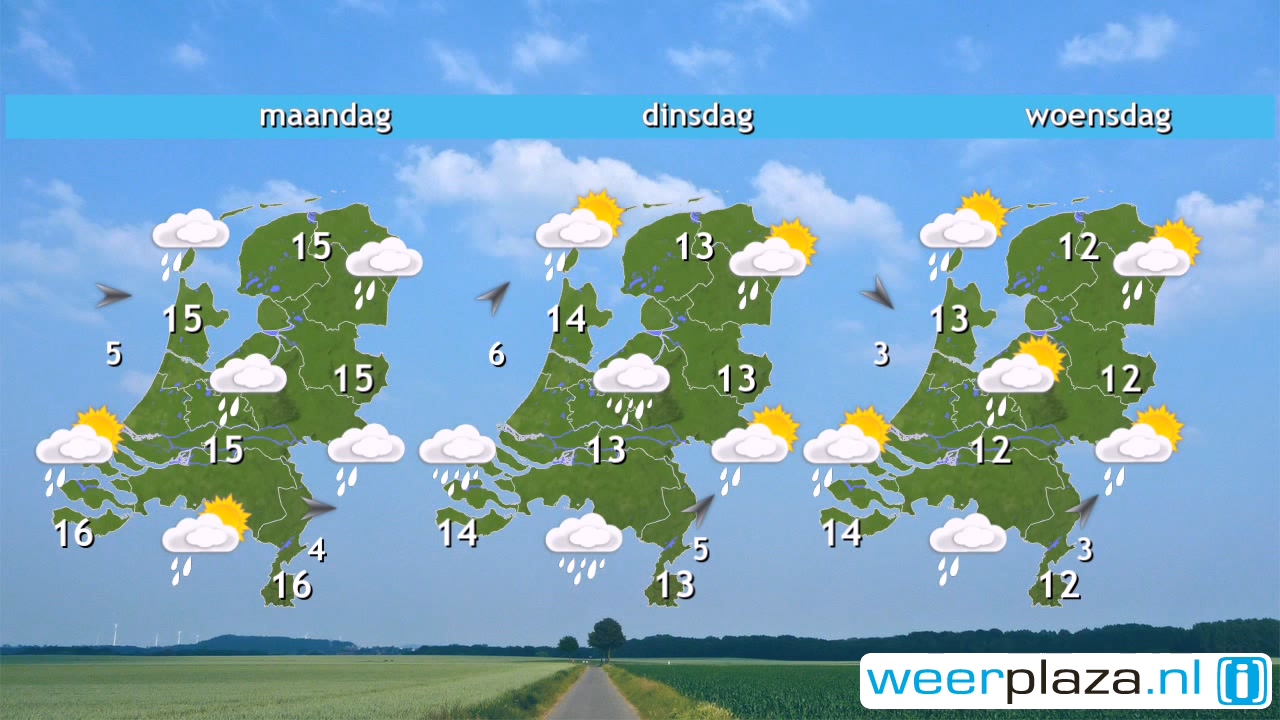 maandag dinsdag woensdag
15 13 12
15 14 13
5 6 3
15 13 12
15 13 12
16 14 14
4 5 3
16 13 12
weerplaza.nl